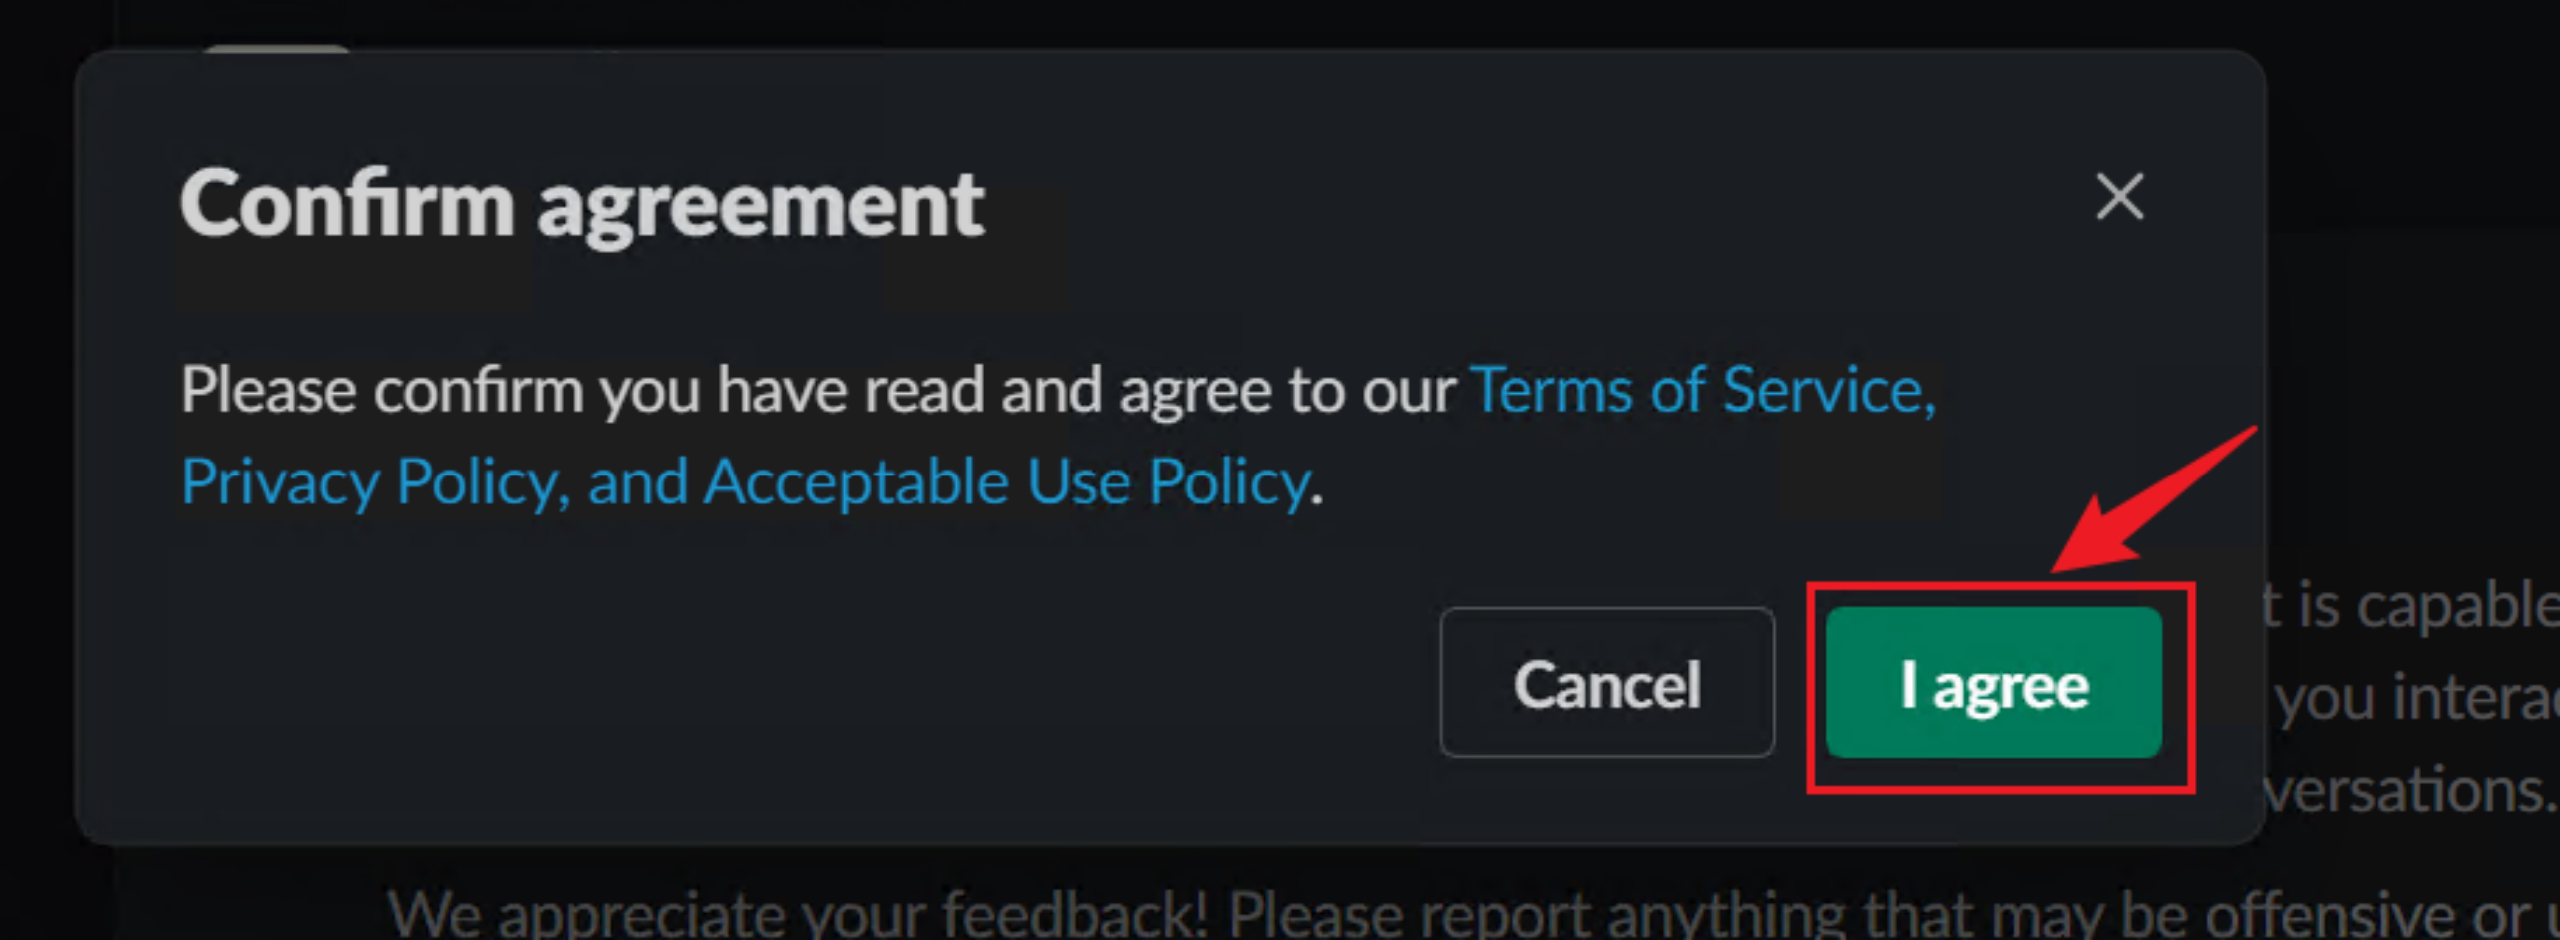 Confirm agreement
Please confirm you have read and agree to our Terms of Service,
Privacy Policy, and Acceptable Use Policy.
Cancel
I agree
t is capable
you interac
versations.
We appreciate your feedback! Please report anything that may be offensive or u